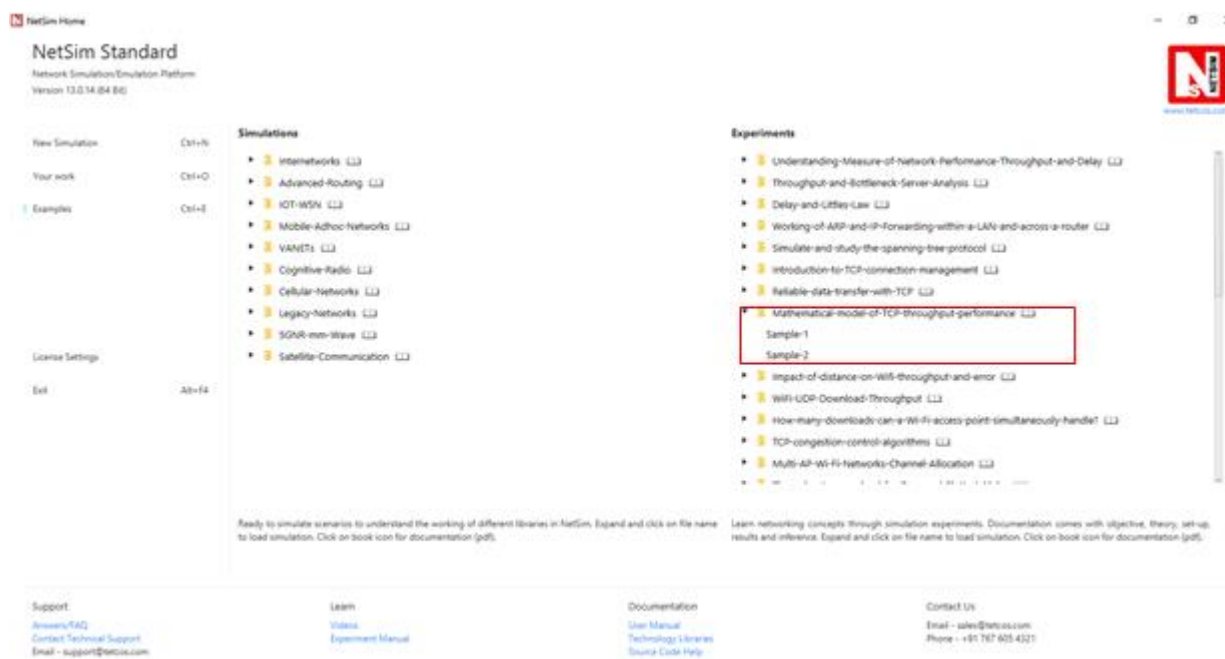 NetSim Home
NetSim Standard
Network Simulation/Emulation Platform
Version 13.0.14 (64 Bit)
NETSIM
www.tetcos.com
New Simulation Ctrl+N
Your work Ctrl+O
Examples Ctrl+E
License Settings
Exit Alt+F4
Simulations
Internetworks
Advanced-Routing
IOT-WSN
Mobile-Adhoc-Networks
VANETs
Cognitive-Radio
Cellular-Networks
Legacy-Networks
5GNR-mm-Wave
Satellite-Communication
Ready to simulate scenarios to understand the working of different libraries in NetSim. Expand and click on file name
to load simulation. Click on book icon for documentation (pdf).
Experiments
Understanding-Measure-of-Network-Performance-Throughput-and-Delay
Throughput-and-Bottleneck-Server-Analysis
Delay-and-Littles-Law
Working-of-ARP-and-IP-Forwarding-within-a-LAN-and-across-a-router
Simulate-and-study-the-spanning-tree-protocol
Introduction-to-TCP-connection-management
Reliable-data-transfer-with-TCP
Mathematical-model-of-TCP-throughput-performance
Sample-1
Sample-2
Impact-of-distance-on-Wifi-throughput-and-error
WiFi-UDP-Download-Throughput
How-many-downloads-can-a-Wi-Fi-access-point-simultaneously-handle?
TCP-congestion-control-algorithms
Multi-AP-Wi-Fi-Networks-Channel-Allocation
Learn networking concepts through simulation experiments. Documentation comes with objective, theory, set-up,
results and inference. Expand and click on file name to load simulation. Click on book icon for documentation (pdf).
Support
Answers/FAQ
Contact Technical Support
Email - support@tetcos.com
Learn
Videos
Experiment Manual
Documentation
User Manual
Technology Libraries
Source Code Help
Contact Us
Email - sales@tetcos.com
Phone - +91 767 605 4321